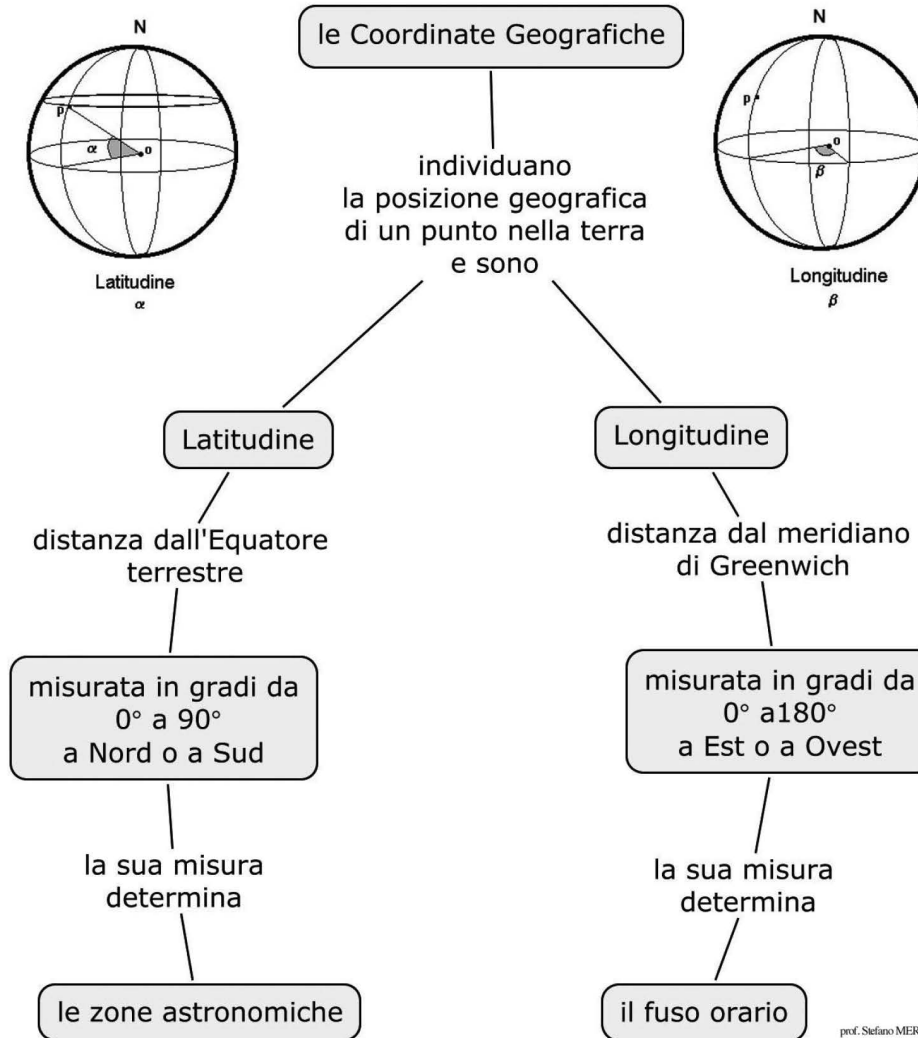 N
p
α
o
Latitudine
α
le Coordinate Geografiche
N
p
o
β
Longitudine
β
individuano
la posizione geografica
di un punto nella terra
e sono
Latitudine
Longitudine
distanza dall'Equatore
terrestre
distanza dal meridiano
di Greenwich
misurata in gradi da
0° a 90°
a Nord o a Sud
misurata in gradi da
0° a180°
a Est o a Ovest
la sua misura
determina
la sua misura
determina
le zone astronomiche
il fuso orario
prof. Stefano MER